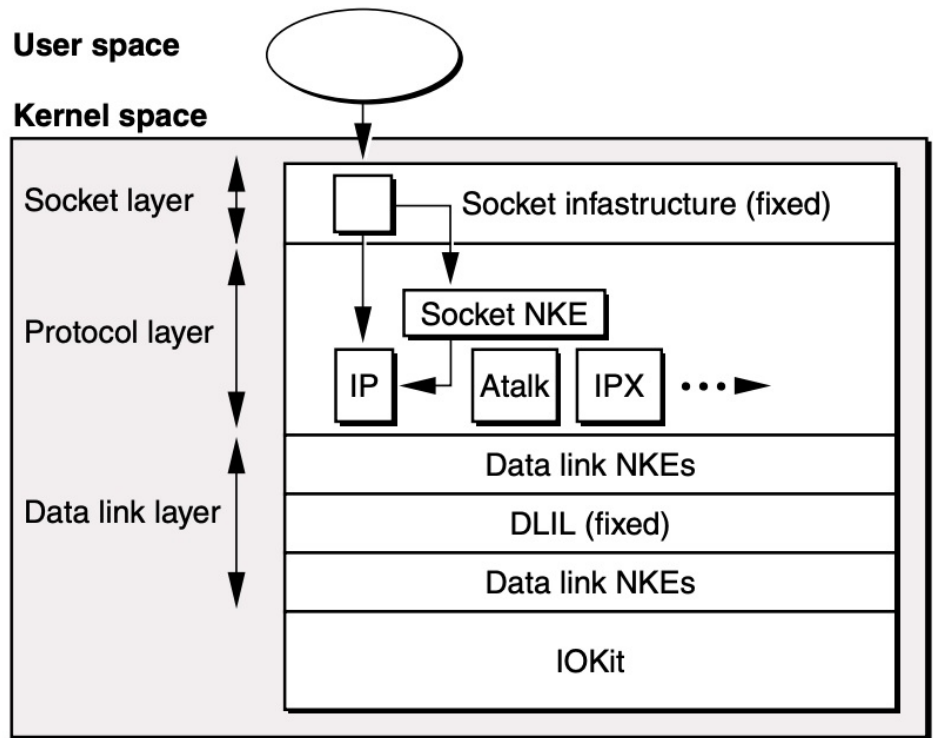 User space
Kernel space
Socket layer
Socket infastructure (fixed)
Protocol layer
Socket NKE
IP
Atalk
IPX
Data link layer
Data link NKEs
DLIL (fixed)
Data link NKEs
IOKit